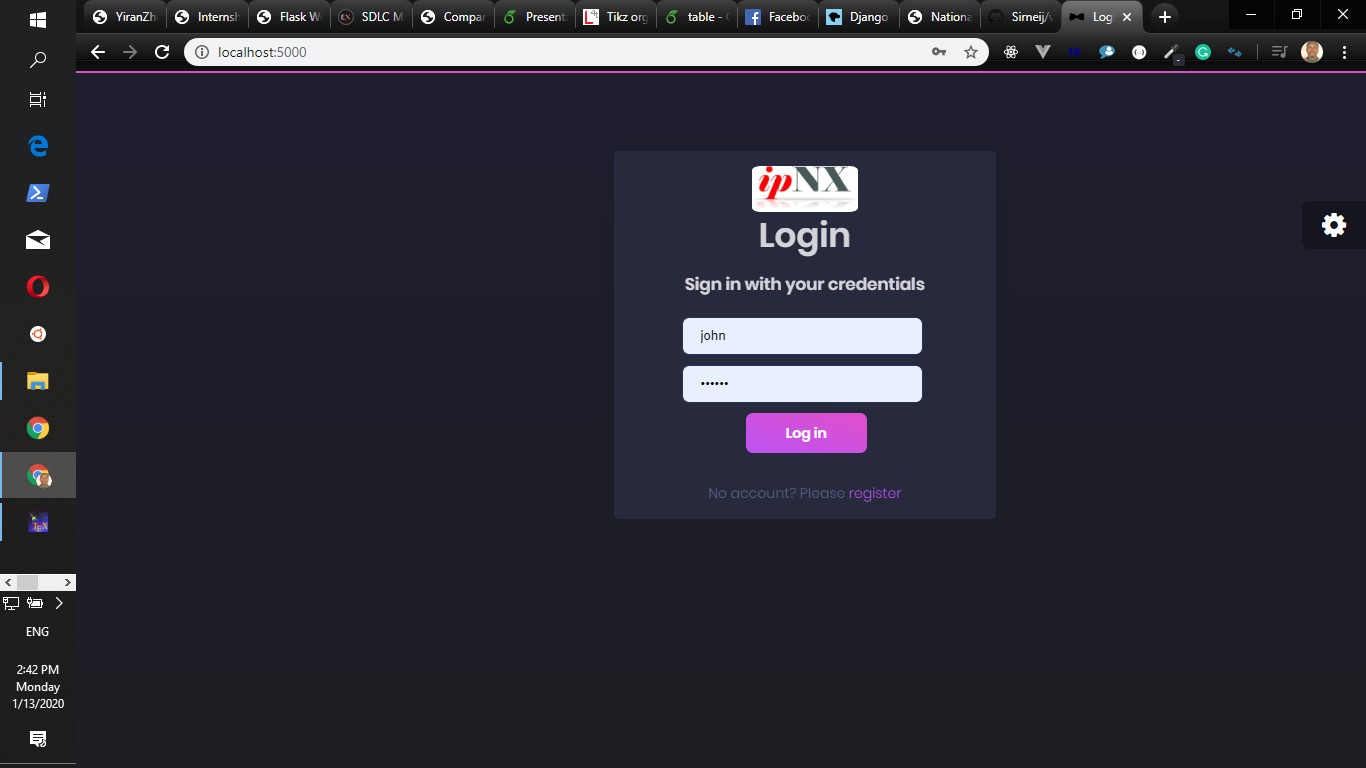 YiranZh
Internsh
Flask W
SDLC M
Compar
Present
Tikz org
table -
Faceboo
Django
Nationa
Sirneij/
Log
localhost:5000
ipNX
Login
Sign in with your credentials
john
••••••
Log in
No account? Please register
ENG
2:42 PM
Monday
1/13/2020